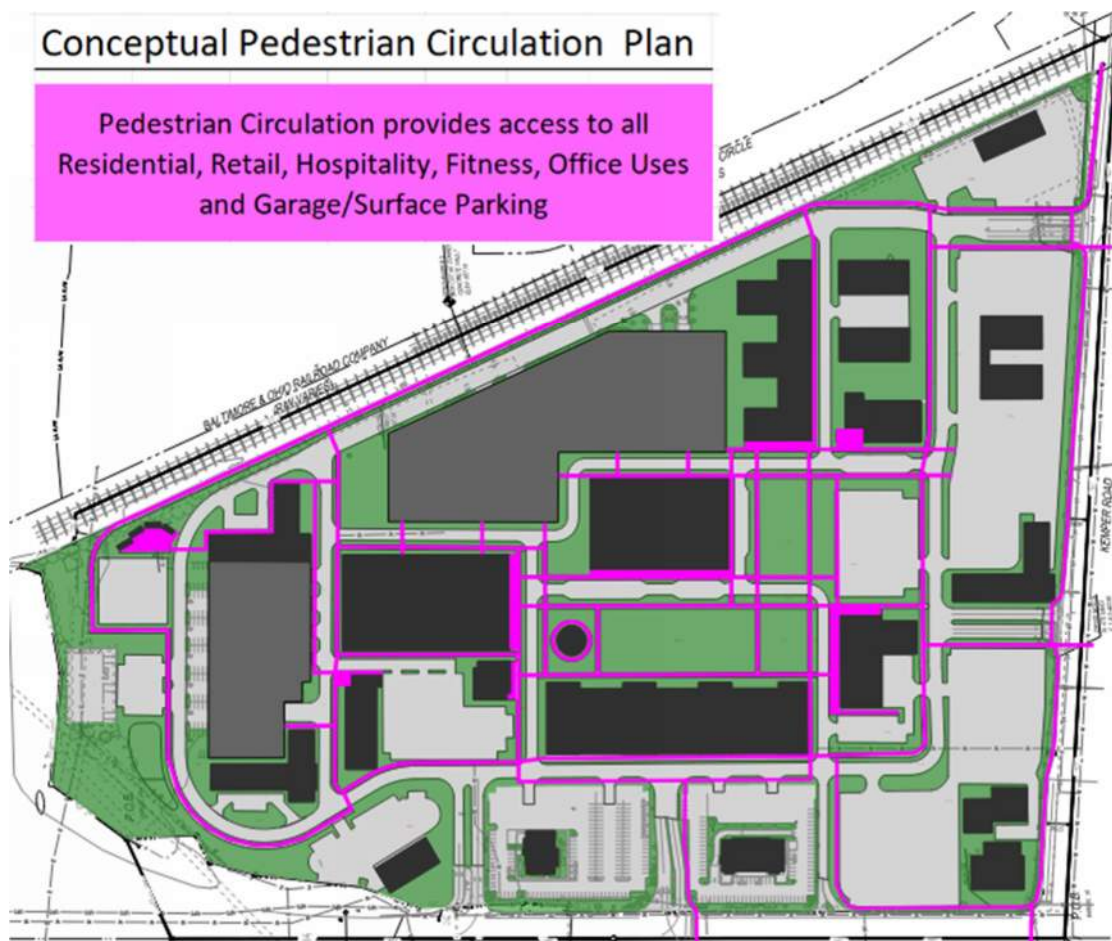 Conceptual Pedestrian Circulation Plan
Pedestrian Circulation provides access to all
Residential, Retail, Hospitality, Fitness, Office Uses
and Garage/Surface Parking
CIRCLE
BALTIMORE & OHIO RAILROAD COMPANY
KEMPER ROAD
P.O.B.
P.O.B.